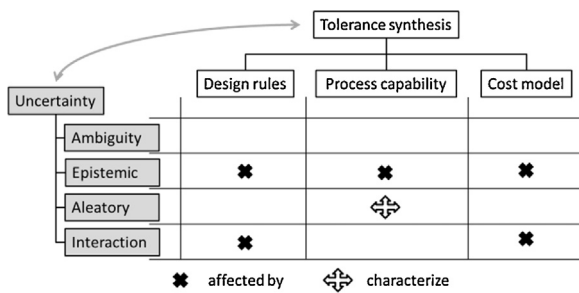 Tolerance synthesis
Design rules Process capability Cost model
Uncertainty
Ambiguity
Epistemic
Aleatory
Interaction
affected by characterize